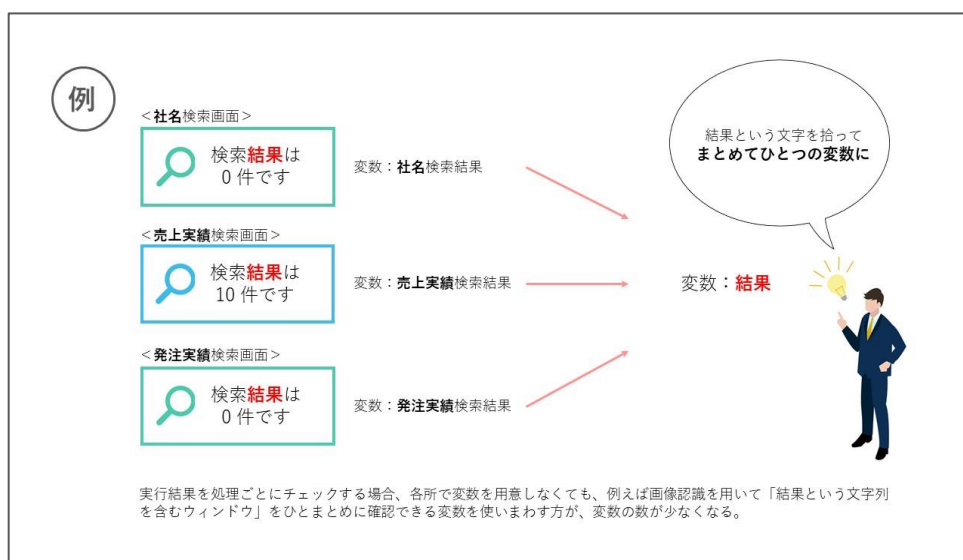 例
＜社名検索画面＞
検索結果は
0 件です
変数：社名検索結果
＜売上実績検索画面＞
検索結果は
10 件です
変数：売上実績検索結果
＜発注実績検索画面＞
検索結果は
0 件です
変数：発注実績検索結果
結果という文字を拾って
まとめてひとつの変数に
変数：結果
実行結果を処理ごとにチェックする場合、各所で変数を用意しなくても、例えば画像認識を用いて「結果という文字列
を含むウィンドウ」をひとまとめに確認できる変数を使いまわす方が、変数の数が少なくなる。